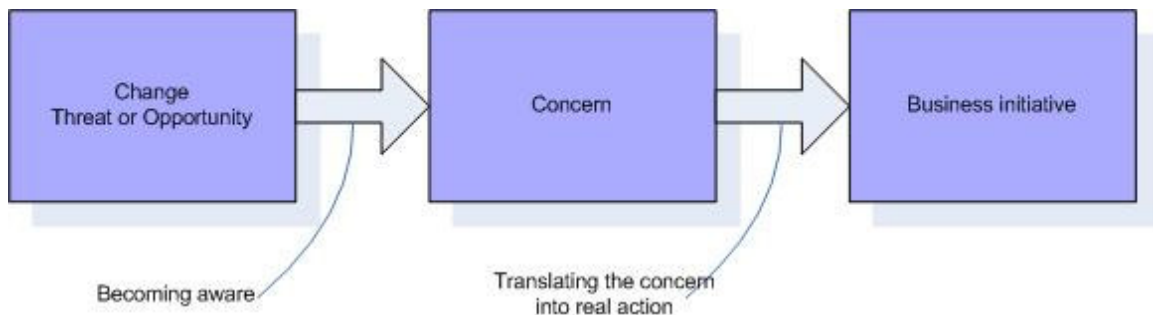 Change
Threat or Opportunity
Concern
Business initiative
Becoming aware
Translating the concern
into real action